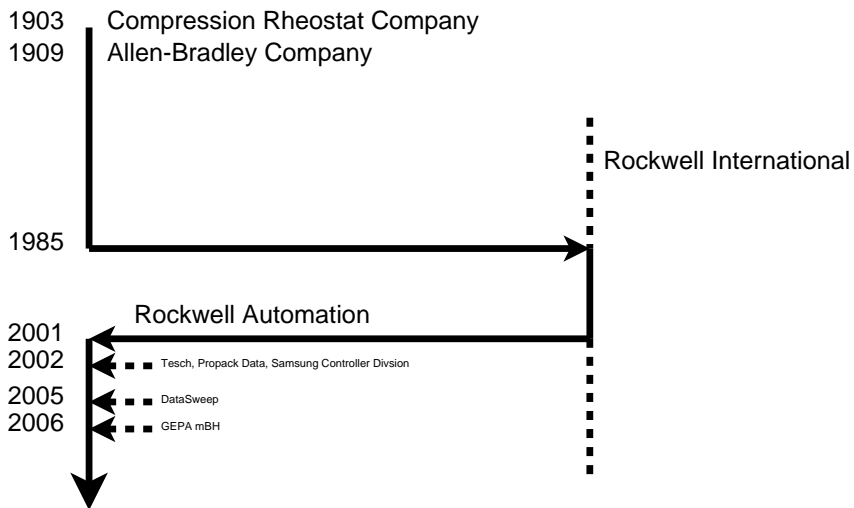 1903 Compression Rheostat Company
1909 Allen-Bradley Company
Rockwell International
1985
Rockwell Automation
2001
2002 Tesch, Propack Data, Samsung Controller Divsion
2005 DataSweep
2006 GEPA mBH